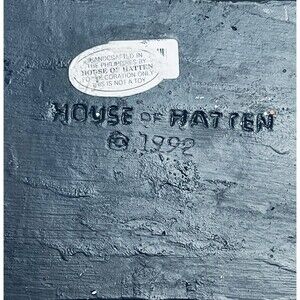 HANDCRAFTED IN
THE PHILIPPINES BY
HOUSE OF HATTEN
DECORATION ONLY
THIS IS NOT A TOY
HOUSE OF HATTEN
© 1992